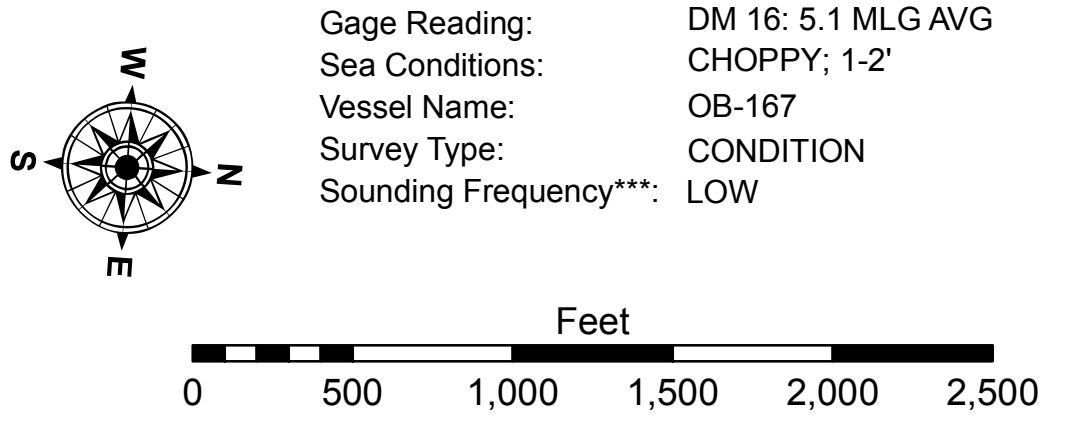 Gage Reading: DM 16: 5.1 MLG AVG
Sea Conditions: CHOPPY; 1-2'
Vessel Name: OB-167
Survey Type: CONDITION
Sounding Frequency***: LOW
W
S
N
E
Feet
0 500 1,000 1,500 2,000 2,500